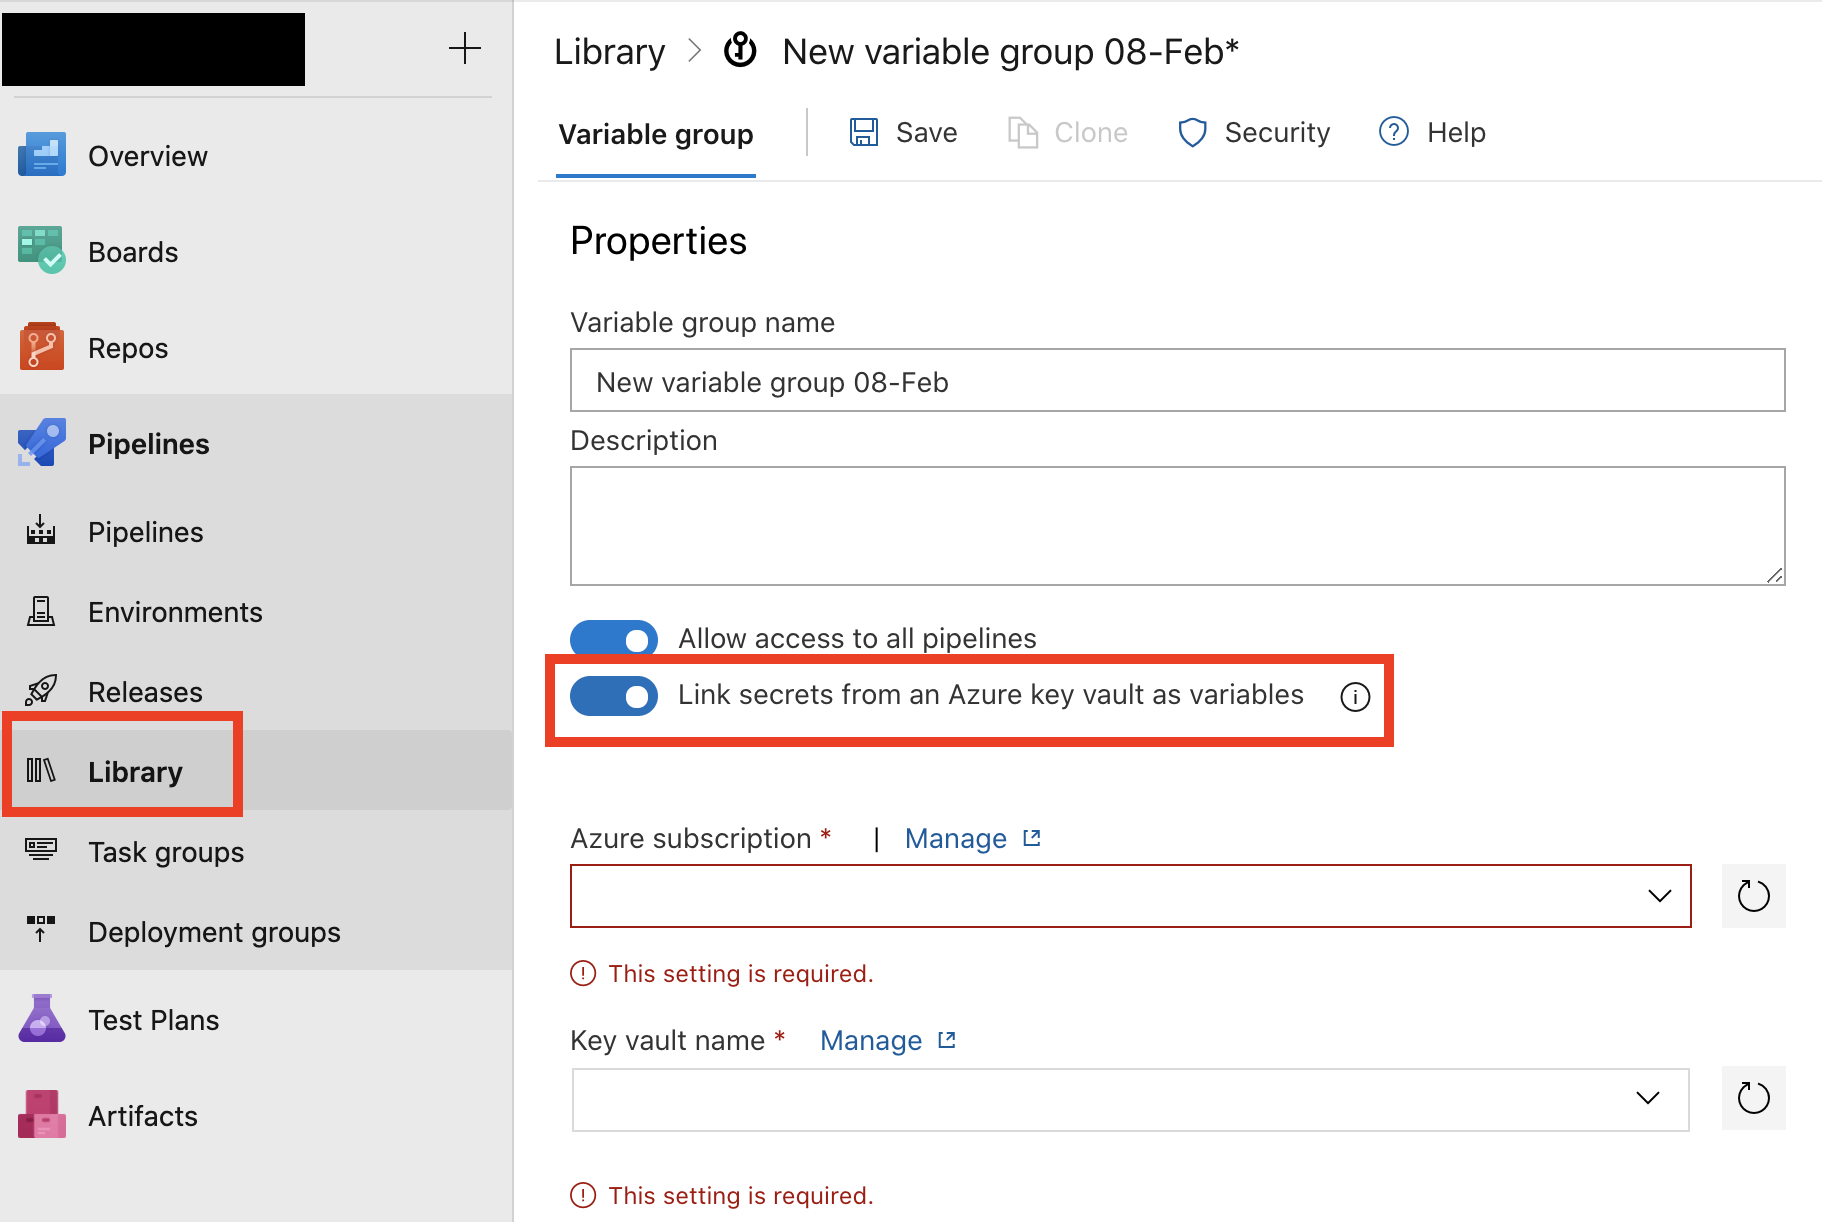 Overview
Boards
Repos
Pipelines
Pipelines
Environments
Releases
Library
Task groups
Deployment groups
Test Plans
Artifacts
Library > New variable group 08-Feb*
Variable group | Save Clone Security Help
Properties
Variable group name
New variable group 08-Feb
Description
Allow access to all pipelines
Link secrets from an Azure key vault as variables
Azure subscription * | Manage
This setting is required.
Key vault name * Manage
This setting is required.